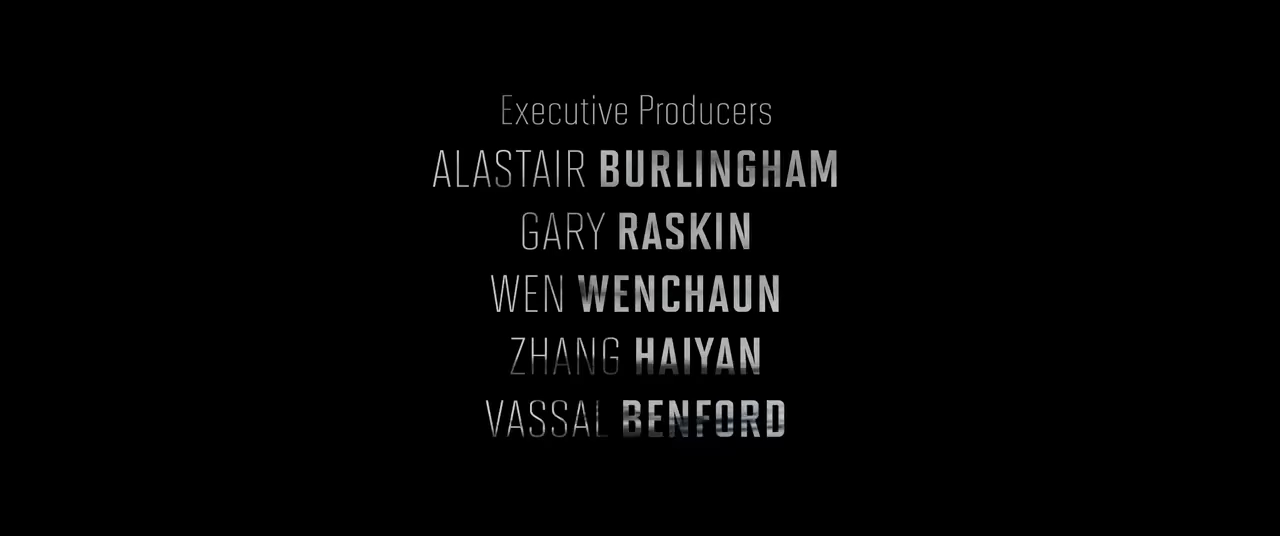 Executive Producers
ALASTAIR BURLINGHAM
GARY RASKIN
WEN WENCHAUN
ZHANG HAIYAN
VASSAL BENFORD